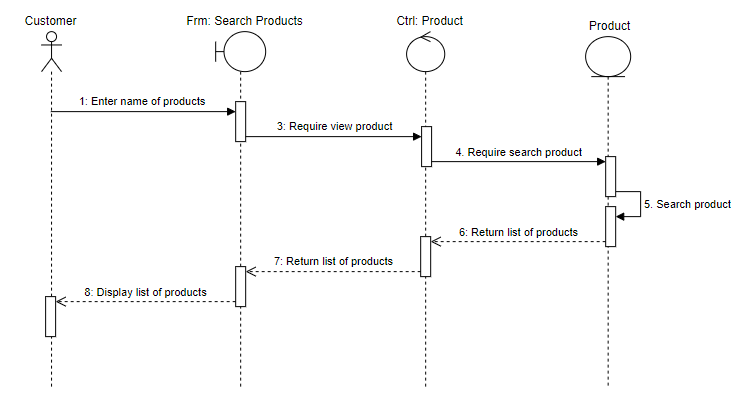 Customer
Frm: Search Products
Ctrl: Product
Product
1: Enter name of products
3: Require view product
4. Require search product
5. Search product
6: Return list of products
7: Return list of products
8: Display list of products